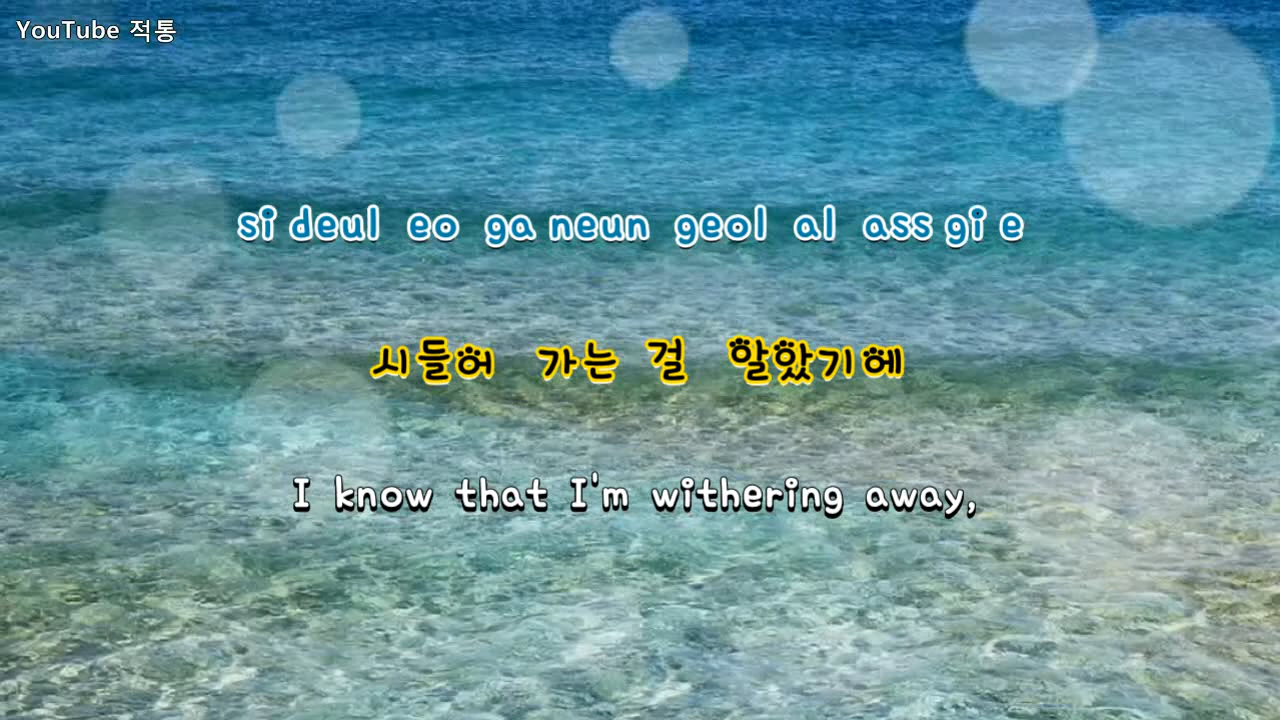 YouTube 적통
si deul eo ga neun geol al ass gi e
시들어 가는 걸 알았기에
I know that I'm withering away,